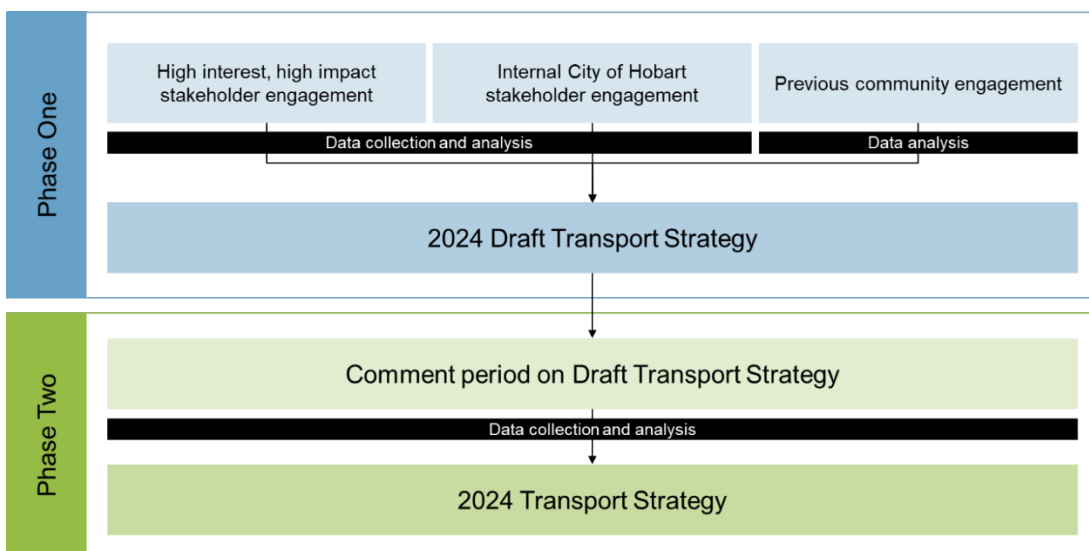 Phase One
High interest, high impact
stakeholder engagement
Internal City of Hobart
stakeholder engagement
Previous community engagement
Data collection and analysis
Data analysis
2024 Draft Transport Strategy
Phase Two
Comment period on Draft Transport Strategy
Data collection and analysis
2024 Transport Strategy